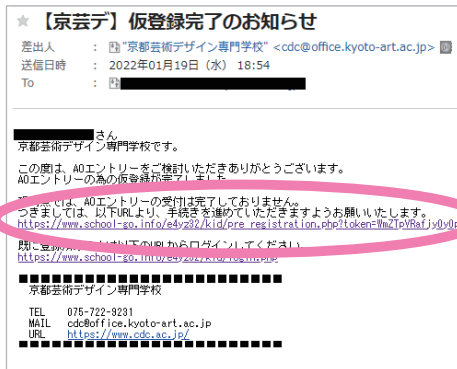 【京芸デ】仮登録完了のお知らせ
差出人 : "京都芸術デザイン専門学校" <cdc@office.kyoto-art.ac.jp>
送信日時 : 2022年01月19日（水） 18:54
To :
さん
京都芸術デザイン専門学校です。
この度は、AOエントリーをご検討いただきありがとうございます。
AOエントリーの為の仮登録が完了しました
では、AOエントリーの受付は完了しておりません。
つきましては、以下URLより、手続きを進めていただきますようお願いいたします。
https://www.school-go.info/e4yz32/kid/pre_registration.php?token=
既に登録 は以下のURLからログインしてください
https://www.school-go.info/e4yz32/kid/login.php
京都芸術デザイン専門学校
TEL 075-722-9231
MAIL cdc@office.kyoto-art.ac.jp
URL https://www.cdc.ac.jp/